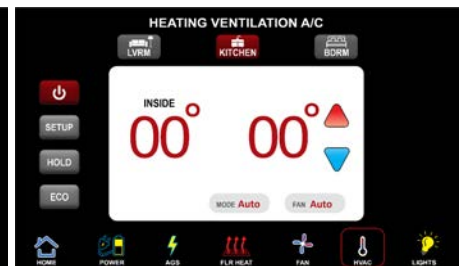 HEATING VENTILATION A/C
LVRM KITCHEN BDRM
SETUP
HOLD
ECO
INSIDE
00° 00°
MODE Auto FAN Auto
HOME POWER AGS FLR HEAT FAN HVAC LIGHTS